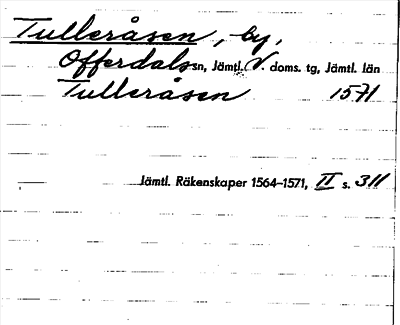 Tulleråsen, by,
Offerdals sn, Jämtl. V. doms. tg, Jämtl. län
Tulleråsen 1571
Jämtl. Räkenskaper 1564–1571, II s. 311